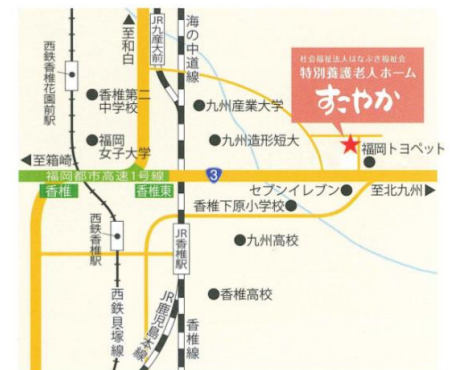 ▲至和白
JR九産大前
海の中道線
西鉄香椎花園前駅
香椎第二
中学校
福岡
女子大学
九州産業大学
九州造形短大
社会福祉法人はなぶさ福祉会
特別養護老人ホーム
すこやか
福岡トヨペット
◀至箱崎
福岡都市高速1号線
香椎
香椎東
3
セブンイレブン
至北九州▶
香椎下原小学校
西鉄香椎駅
JR香椎駅
九州高校
香椎高校
西鉄貝塚線
JR鹿児島本線
香椎線